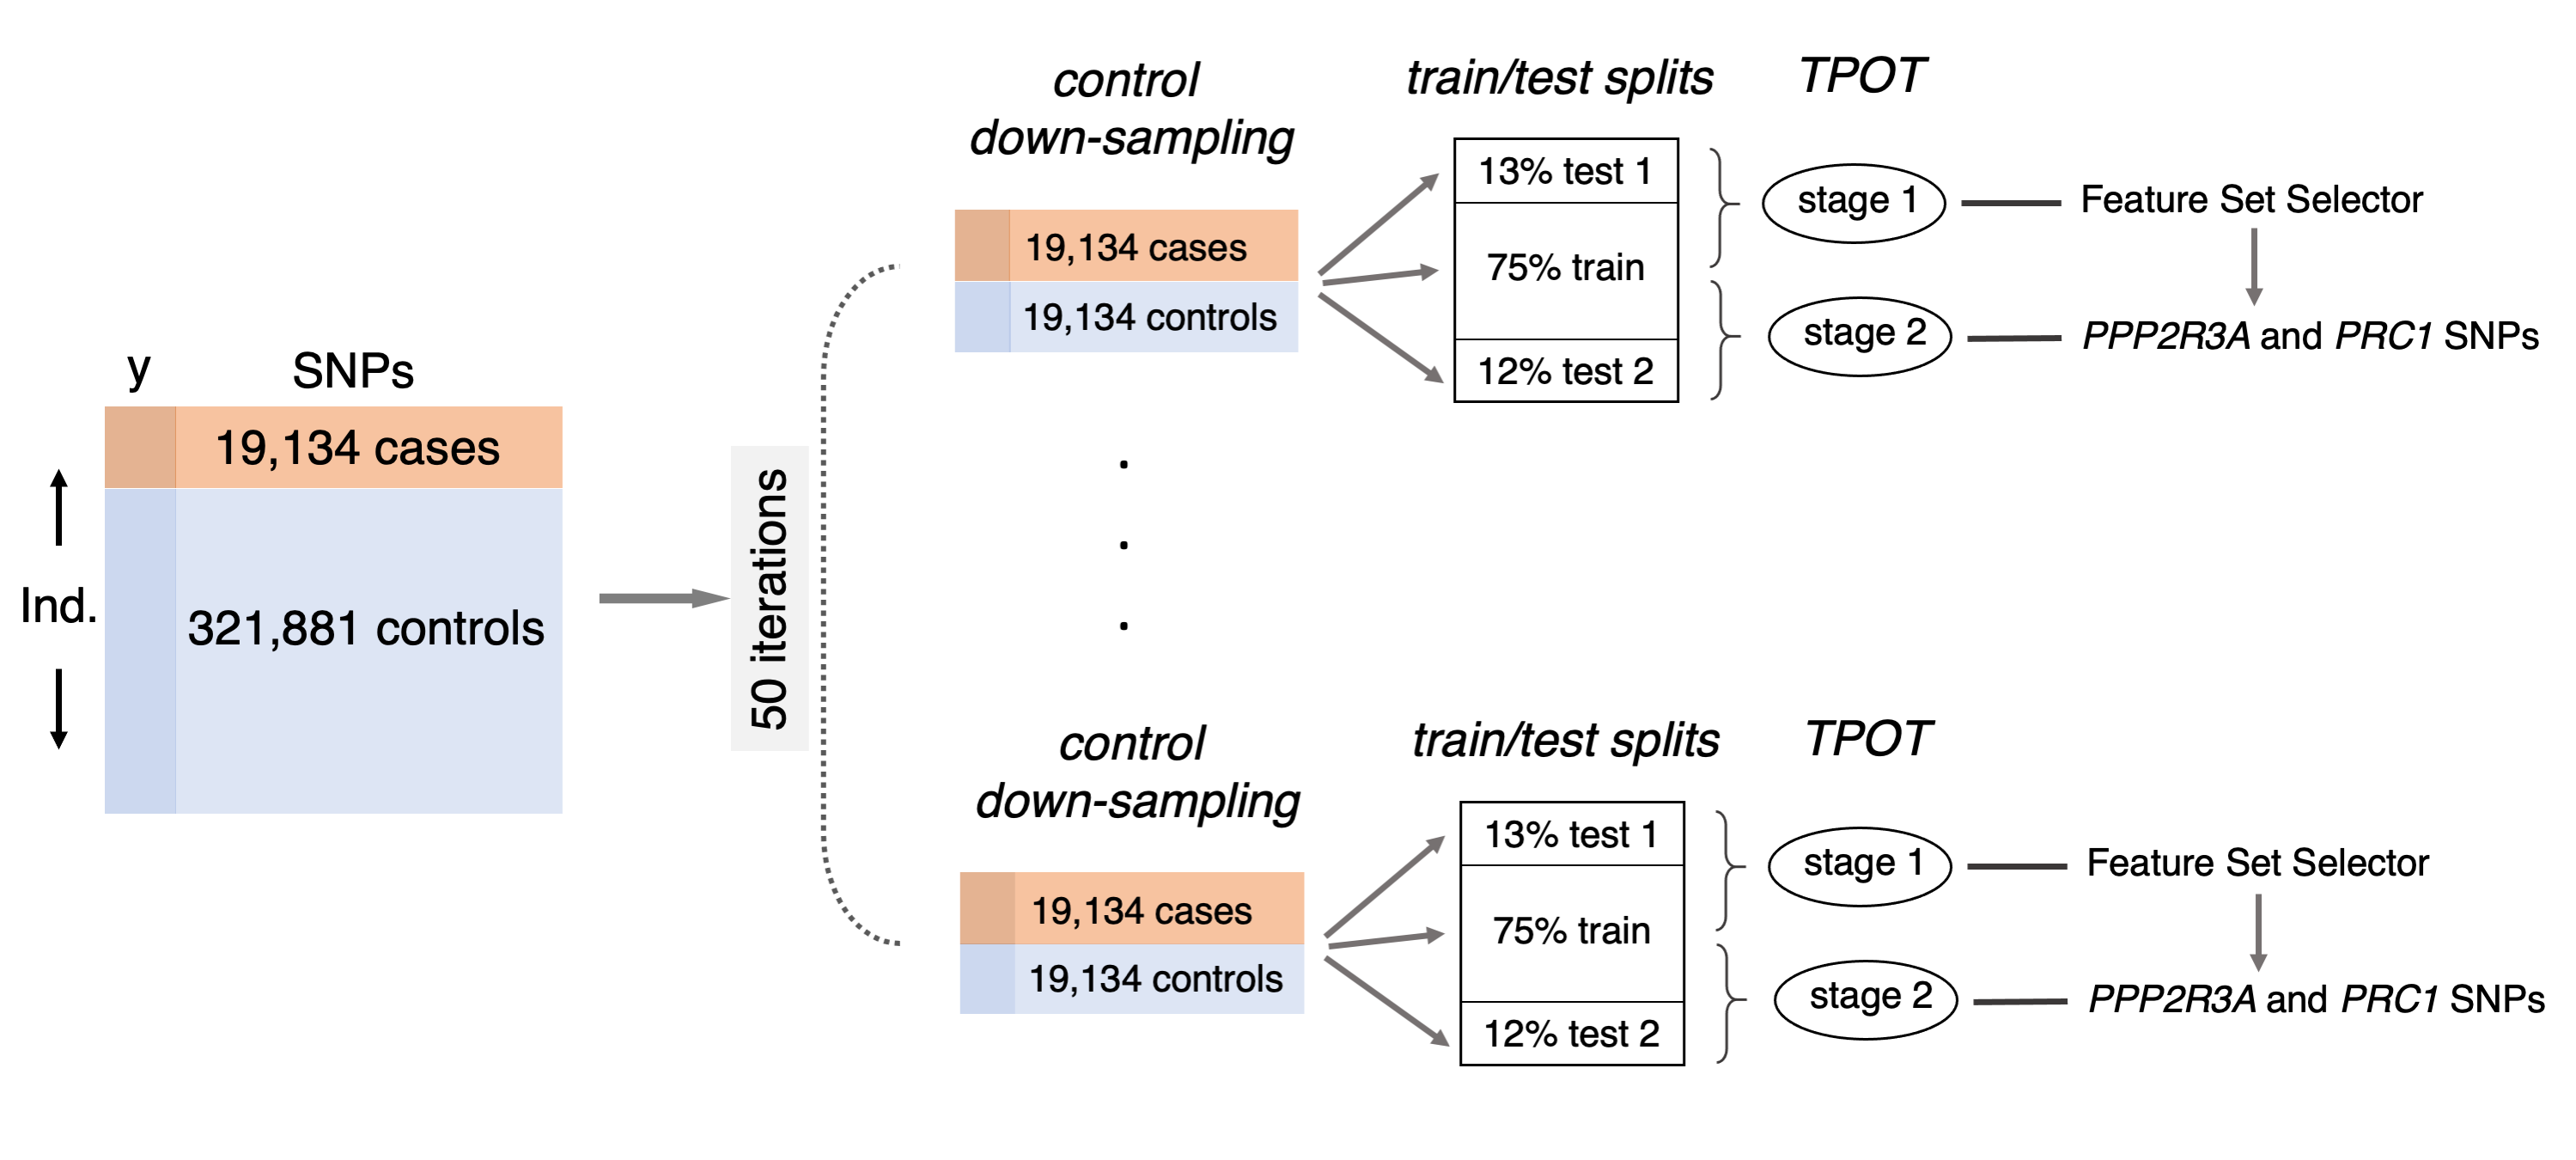 y
SNPs
19,134 cases
Ind.
321,881 controls
50 iterations
control
down-sampling
19,134 cases
19,134 controls
train/test splits
13% test 1
75% train
12% test 2
TPOT
stage 1
Feature Set Selector
stage 2
PPP2R3A and PRC1 SNPs
control
down-sampling
19,134 cases
19,134 controls
train/test splits
13% test 1
75% train
12% test 2
TPOT
stage 1
Feature Set Selector
stage 2
PPP2R3A and PRC1 SNPs